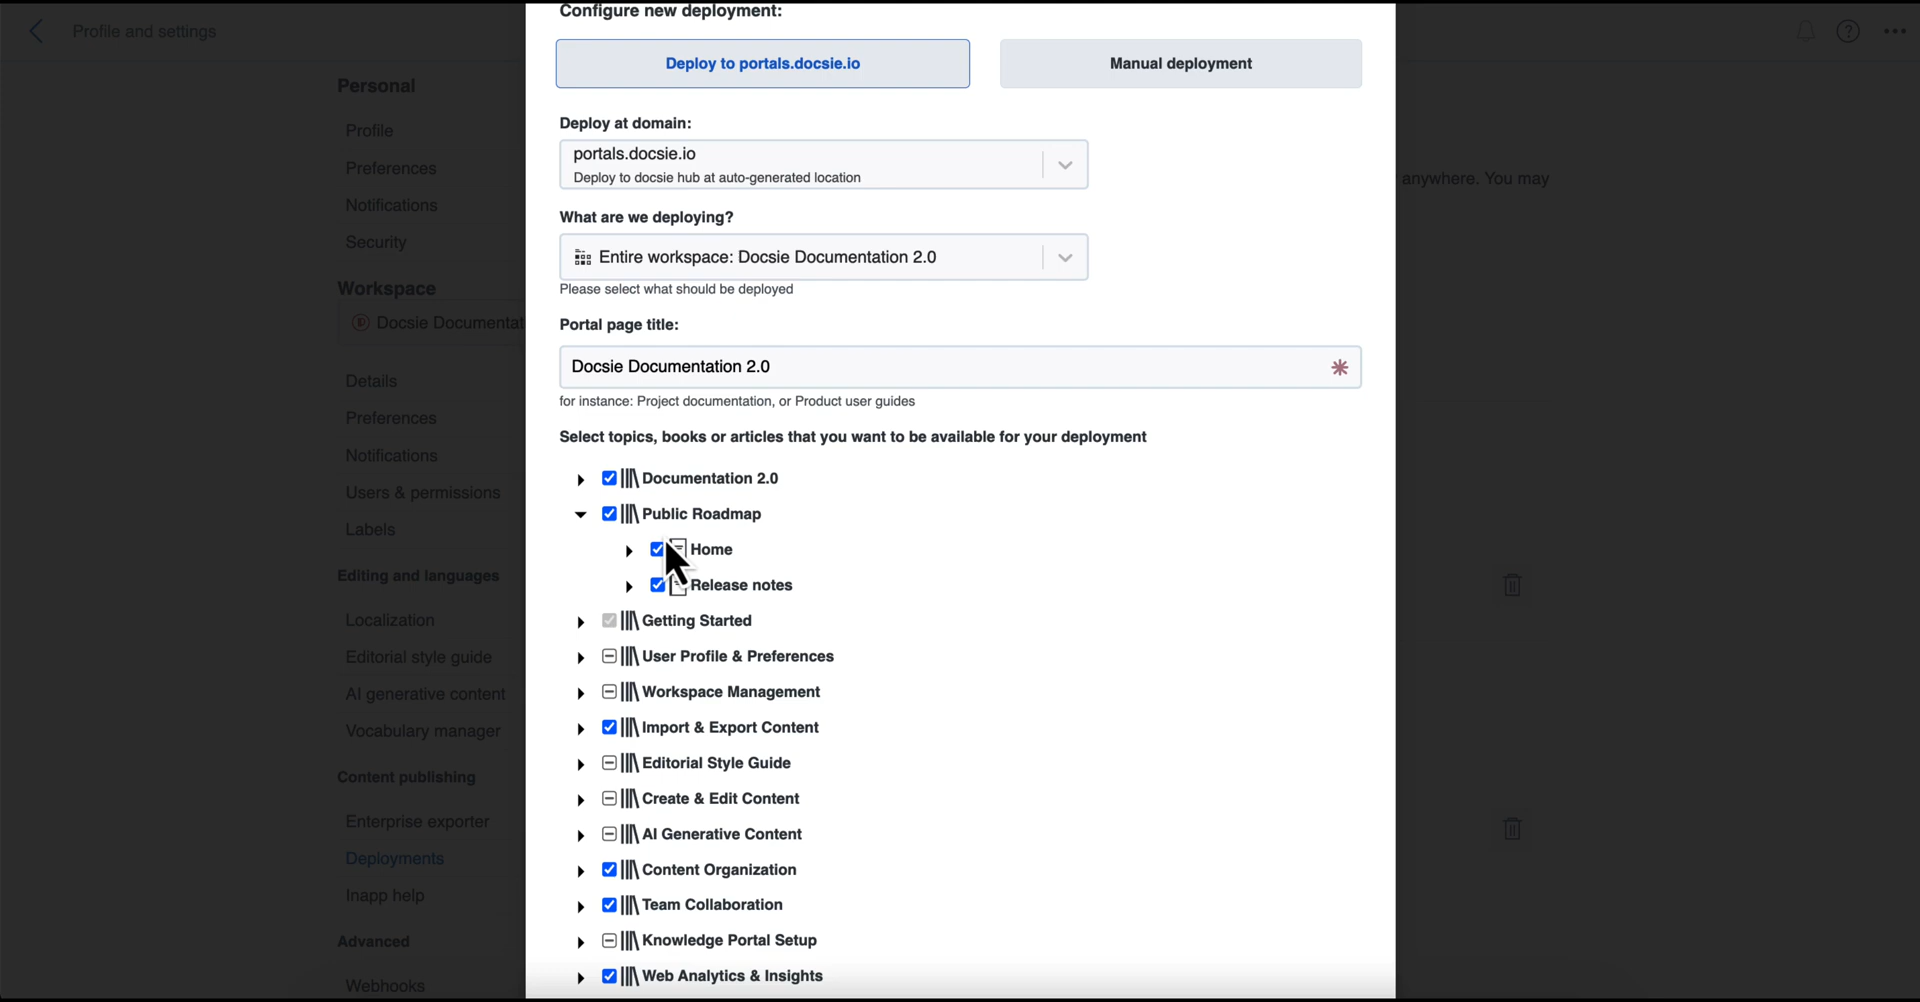 Configure new deployment:
Profile and settings
Deploy to portals.docsie.io
Manual deployment
Personal
Profile
Preferences
Notifications
Security
Workspace
Docsie Documentat
Details
Preferences
Notifications
Users & permissions
Labels
Editing and languages
Localization
Editorial style guide
AI generative content
Vocabulary manager
Content publishing
Enterprise exporter
Deployments
Inapp help
Advanced
Webhooks
Deploy at domain:
portals.docsie.io
Deploy to docsie hub at auto-generated location
anywhere. You may
What are we deploying?
Entire workspace: Docsie Documentation 2.0
Please select what should be deployed
Portal page title:
Docsie Documentation 2.0
for instance: Project documentation, or Product user guides
Select topics, books or articles that you want to be available for your deployment
Documentation 2.0
Public Roadmap
Home
Release notes
Getting Started
User Profile & Preferences
Workspace Management
Import & Export Content
Editorial Style Guide
Create & Edit Content
AI Generative Content
Content Organization
Team Collaboration
Knowledge Portal Setup
Web Analytics & Insights